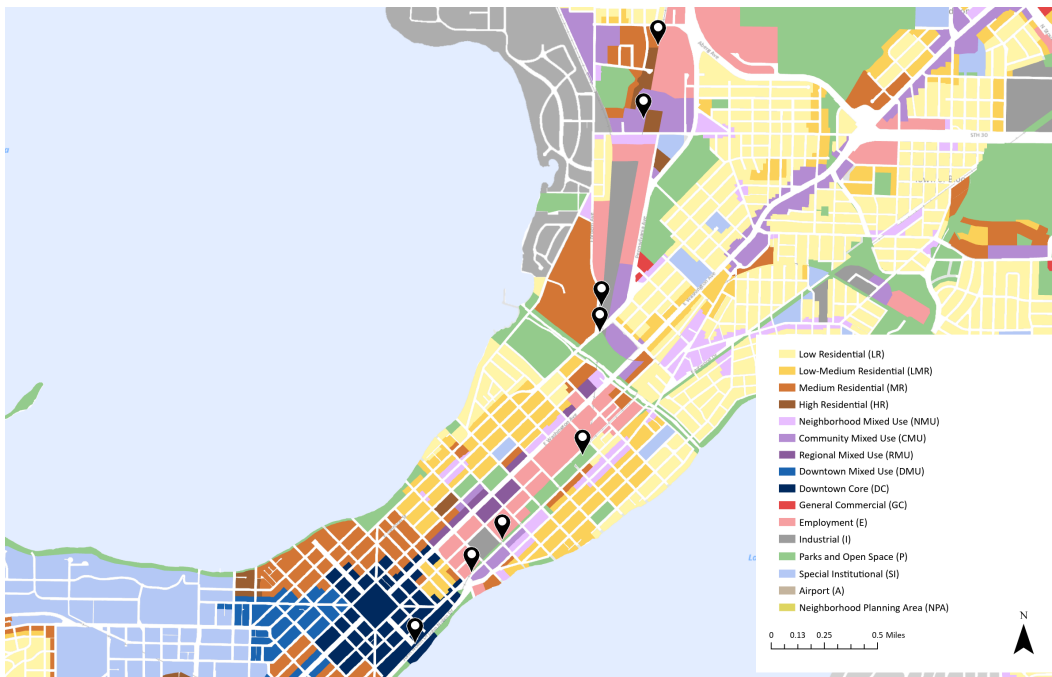 5TH SO
Low Residential (LR)
Low-Medium Residential (LMR)
Medium Residential (MR)
High Residential (HR)
Neighborhood Mixed Use (NMU)
Community Mixed Use (CMU)
Regional Mixed Use (RMU)
Downtown Mixed Use (DMU)
Downtown Core (DC)
General Commercial (GC)
Employment (E)
Industrial (I)
Parks and Open Space (P)
Special Institutional (SI)
Airport (A)
Neighborhood Planning Area (NPA)
0 0.13 0.25 0.5 Miles
N